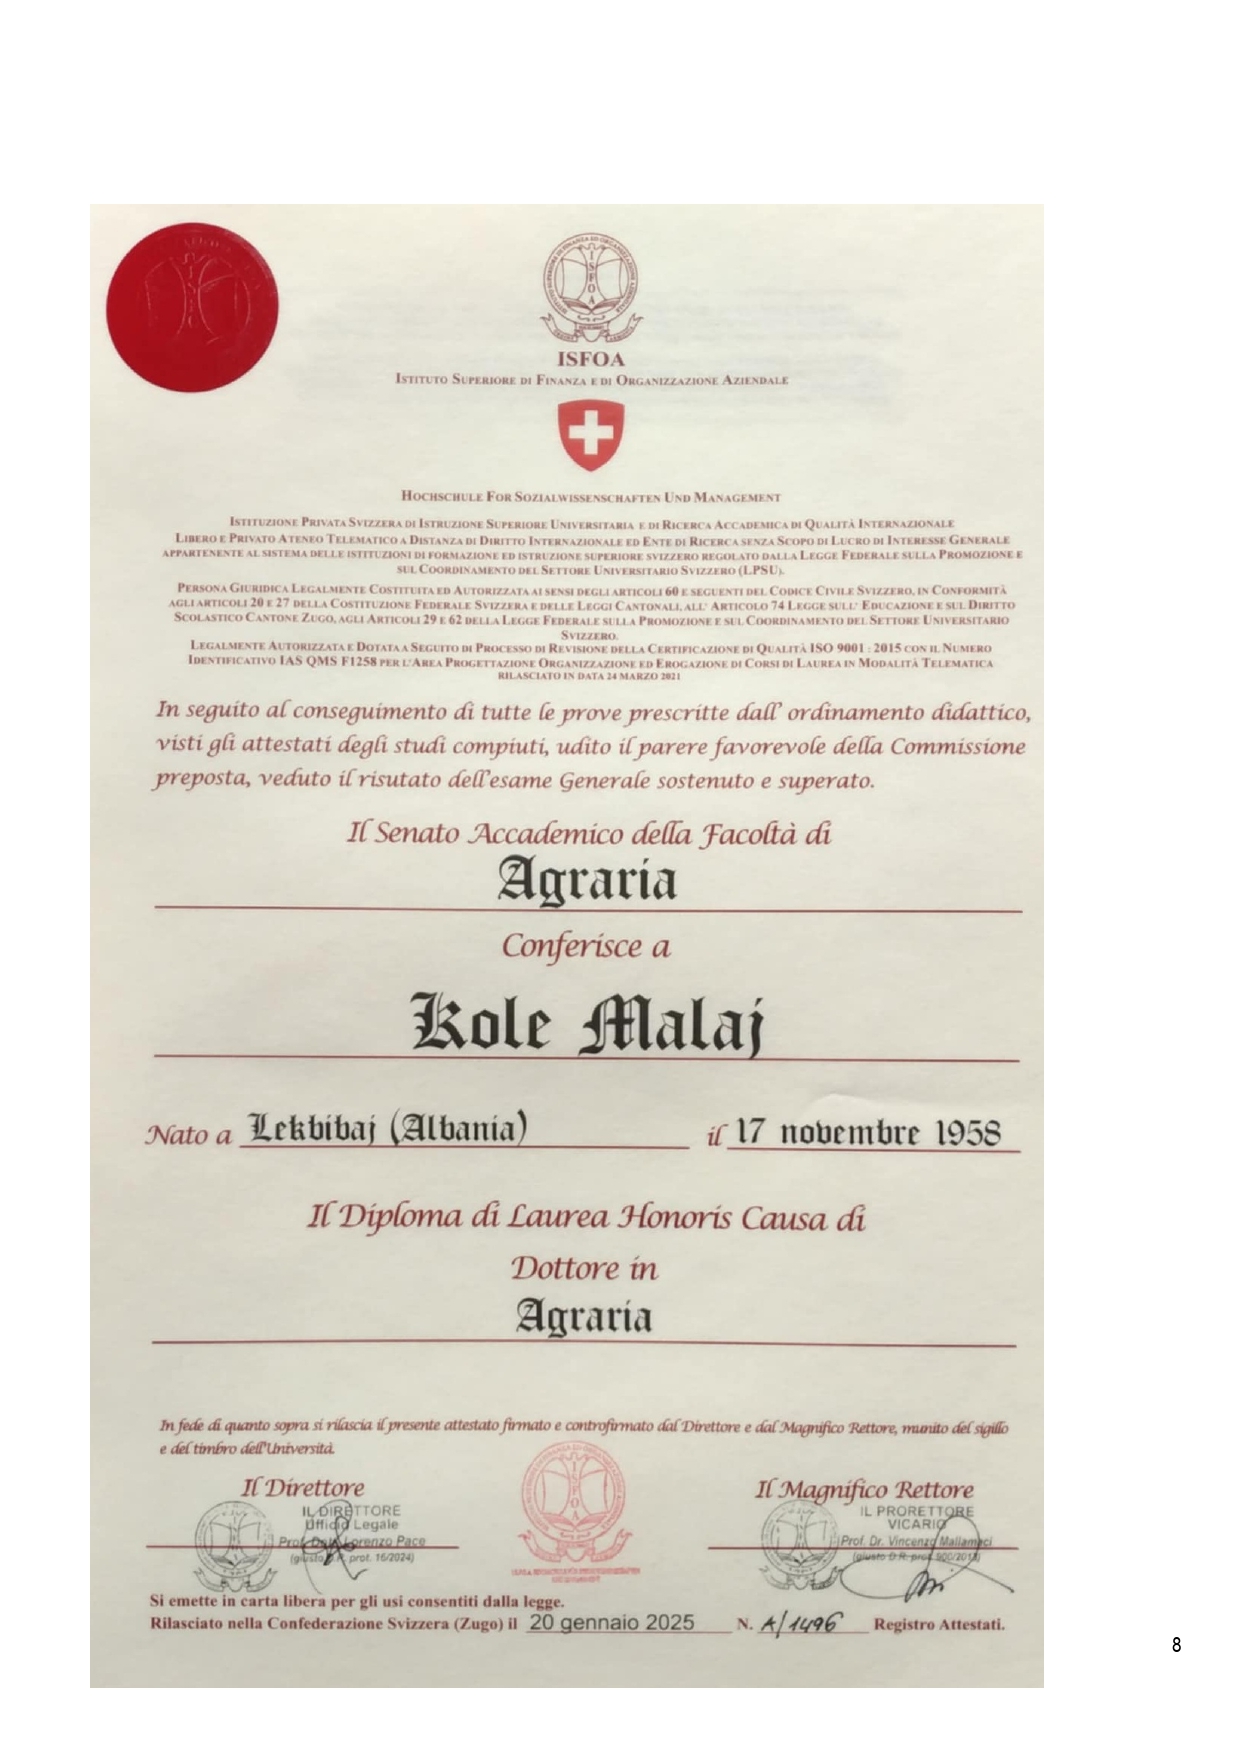 ISFOA
ISFOA
ISTITUTO SUPERIORE DI FINANZA E DI ORGANIZZAZIONE AZIENDALE
HOCHSCHULE FOR SOZIALWISSENSCHAFTEN UND MANAGEMENT
ISTITUZIONE PRIVATA SVIZZERA DI ISTRUZIONE SUPERIORE UNIVERSITARIA E DI RICERCA ACCADEMICA DI QUALITÀ INTERNAZIONALE
LIBERO E PRIVATO ATENEO TELEMATICO A DISTANZA DI DIRITTO INTERNAZIONALE ED ENTE DI RICERCA SENZA SCOPO DI LUCRO DI INTERESSE GENERALE
APPARTENENTE AL SISTEMA DELLE ISTITUZIONI DI FORMAZIONE ED ISTRUZIONE SUPERIORE SVIZZERO REGOLATO DALLA LEGGE FEDERALE SULLA PROMOZIONE E
SUL COORDINAMENTO DEL SETTORE UNIVERSITARIO SVIZZERO (LPSU).
PERSONA GIURIDICA LEGALMENTE COSTITUITA ED AUTORIZZATA AI SENSI DEGLI ARTICOLI 60 E SEGUENTI DEL CODICE CIVILE SVIZZERO, IN CONFORMITÀ
AGLI ARTICOLI 20 E 27 DELLA COSTITUZIONE FEDERALE SVIZZERA E DELLE LEGGI CANTONALI, ALL' ARTICOLO 74 LEGGE SULL' EDUCAZIONE E SUL DIRITTO
SCOLASTICO CANTONE ZUGO, AGLI ARTICOLI 29 E 62 DELLA LEGGE FEDERALE SULLA PROMOZIONE E SUL COORDINAMENTO DEL SETTORE UNIVERSITARIO
SVIZZERO.
LEGALMENTE AUTORIZZATA E DOTATA A SEGUITO DI PROCESSO DI REVISIONE DELLA CERTIFICAZIONE DI QUALITÀ ISO 9001 : 2015 CON IL NUMERO
IDENTIFICATIVO IAS QMS F1258 PER L'AREA PROGETTAZIONE ORGANIZZAZIONE ED EROGAZIONE DI CORSI DI LAUREA IN MODALITÀ TELEMATICA
RILASCIATO IN DATA 24 MARZO 2021
In seguito al conseguimento di tutte le prove prescritte dall' ordinamento didattico,
visti gli attestati degli studi compiuti, udito il parere favorevole della Commissione
preposta, veduto il risutato dell'esame Generale sostenuto e superato.
Il Senato Accademico della Facoltà di
Agraria
Conferisce a
Kole Malaj
Nato a Lekbibaj (Albania) il 17 novembre 1958
Il Diploma di Laurea Honoris Causa di
Dottore in
Agraria
In fede di quanto sopra si rilascia il presente attestato firmato e controfirmato dal Direttore e dal Magnifico Rettore, munito del sigillo
e del timbro dell'Università.
Il Direttore
IL DIRETTORE
Ufficio Legale
Prof. Dott. Lorenzo Pace
(giusto D.R. prot. 16/2024)
Il Magnifico Rettore
IL PRORETTORE
VICARIO
Prof. Dr. Vincenzo Mallamaci
(giusto D.R. prot.
Si emette in carta libera per gli usi consentiti dalla legge.
Rilasciato nella Confederazione Svizzera (Zugo) il 20 gennaio 2025 N. A/1496 Registro Attestati.
8